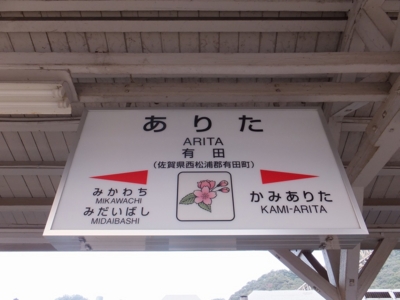 ありた
ARITA
有田
(佐賀県西松浦郡有田町)
みかわち
MIKAWACHI
みだいばし
MIDAIBASHI
かみありた
KAMI-ARITA